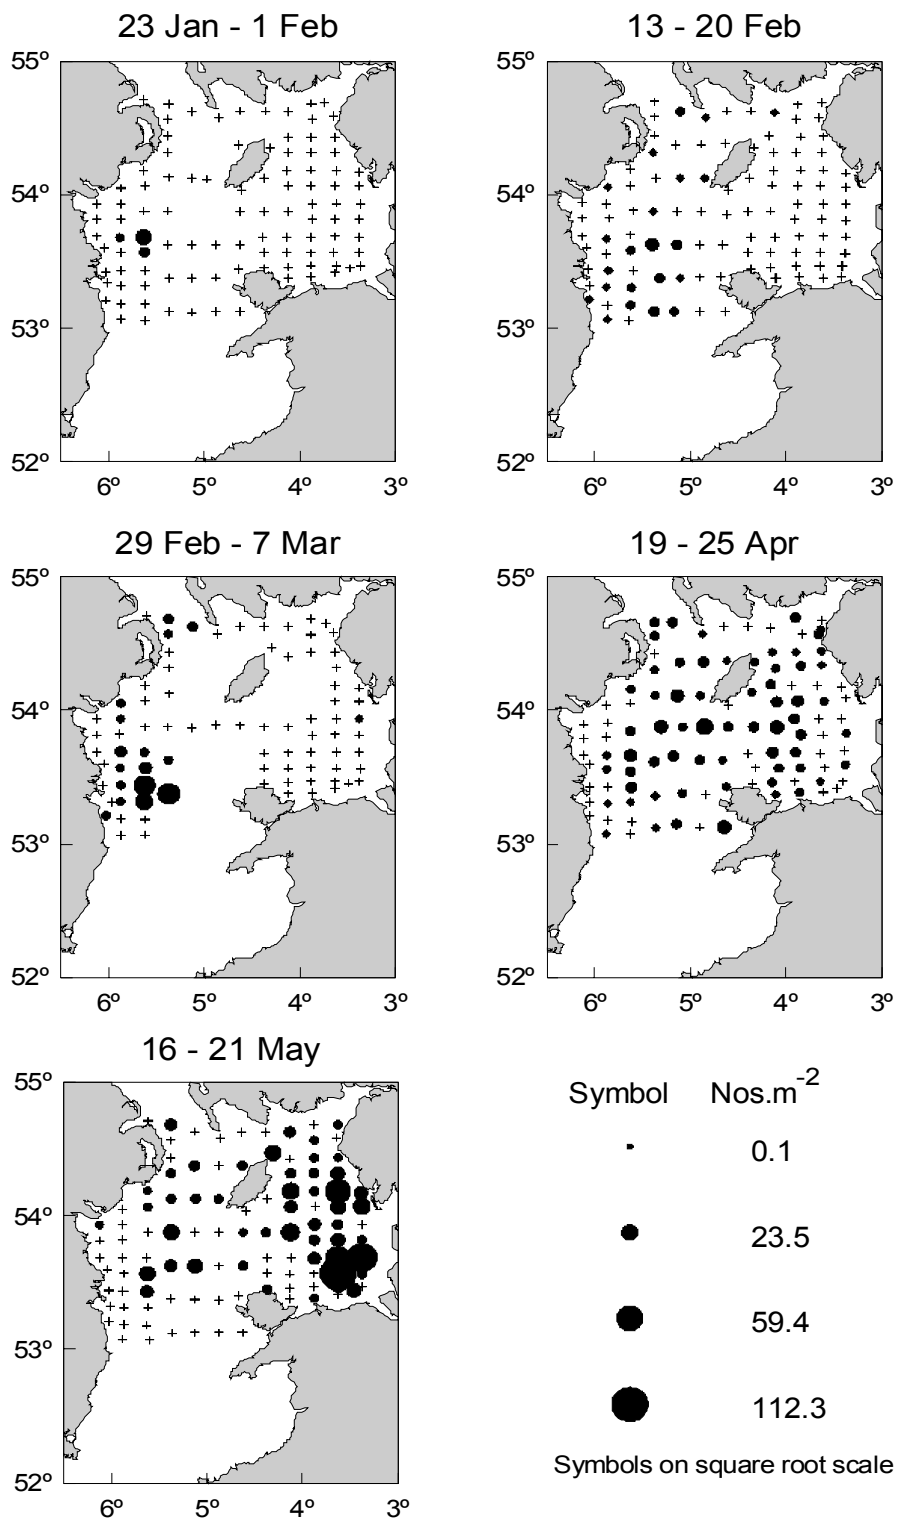 23 Jan - 1 Feb
13 - 20 Feb
55º
54º
53º
52º
6º 5º 4º 3º
55º
54º
53º
52º
6º 5º 4º 3º
29 Feb - 7 Mar
19 - 25 Apr
55º
54º
53º
52º
6º 5º 4º 3º
55º
54º
53º
52º
6º 5º 4º 3º
16 - 21 May
55º
54º
53º
52º
6º 5º 4º 3º
Symbol Nos.m⁻²
0.1
23.5
59.4
112.3
Symbols on square root scale